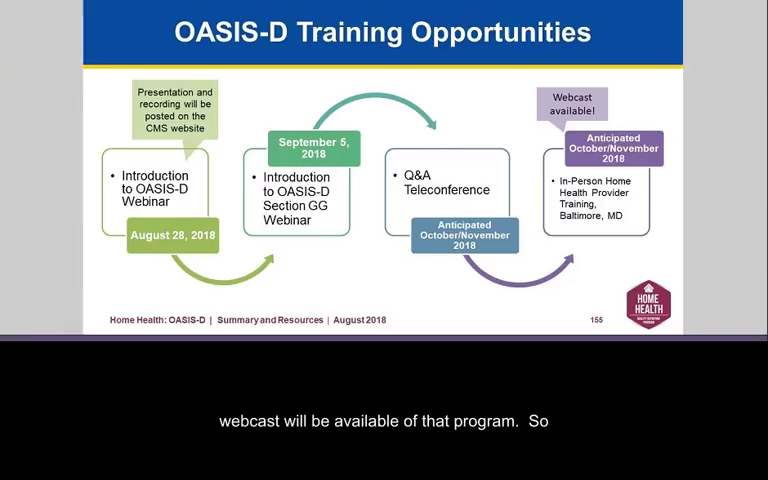 OASIS-D Training Opportunities
Presentation and
recording will be
posted on the
CMS website
• Introduction
to OASIS-D
Webinar
August 28, 2018
September 5,
2018
• Introduction
to OASIS-D
Section GG
Webinar
• Q&A
Teleconference
Anticipated
October/November
2018
Webcast
available!
Anticipated
October/November
2018
• In-Person Home
Health Provider
Training,
Baltimore, MD
Home Health: OASIS-D | Summary and Resources | August 2018
155
HOME
HEALTH
webcast will be available of that program.  So